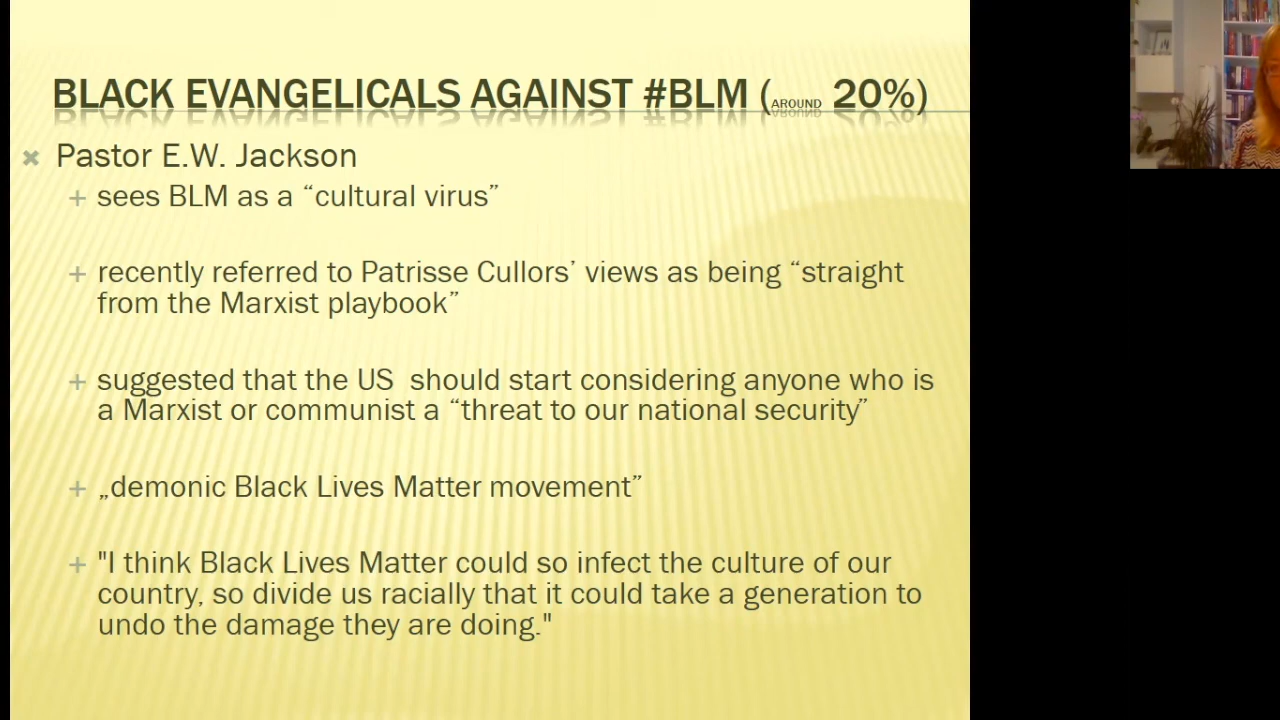 BLACK EVANGELICALS AGAINST #BLM (AROUND 20%)
Pastor E.W. Jackson
sees BLM as a “cultural virus”
recently referred to Patrisse Cullors’ views as being “straight
from the Marxist playbook”
suggested that the US  should start considering anyone who is
a Marxist or communist a “threat to our national security”
„demonic Black Lives Matter movement”
"I think Black Lives Matter could so infect the culture of our
country, so divide us racially that it could take a generation to
undo the damage they are doing."